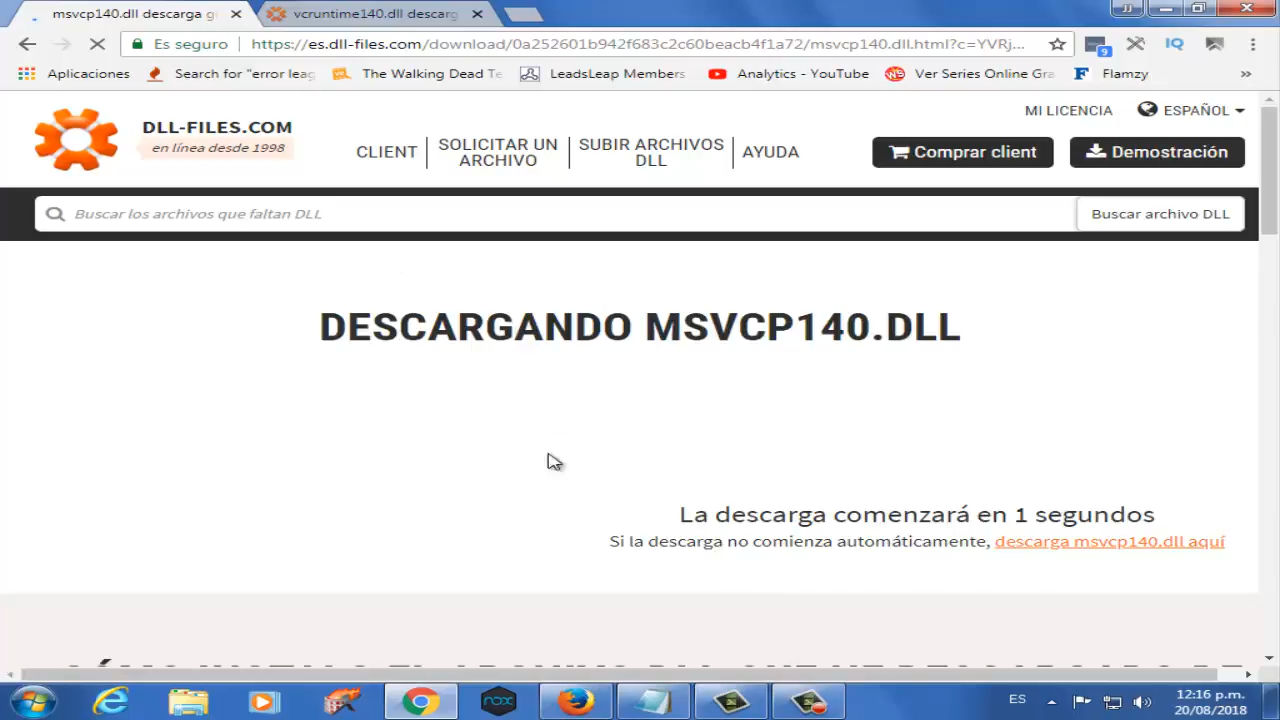 msvcp140.dll descarga g
vcruntime140.dll descarg
Es seguro
https://es.dll-files.com/download/0a252601b942f683c2c60beacb4f1a72/msvcp140.dll.html?c=YVRj...
9
IQ
Aplicaciones
Search for "error leag
The Walking Dead Te
LeadsLeap Members
Analytics - YouTube
Ver Series Online Gra
Flamzy
»
MI LICENCIA
ESPAÑOL
DLL-FILES.COM
en línea desde 1998
CLIENT
SOLICITAR UN
ARCHIVO
SUBIR ARCHIVOS
DLL
AYUDA
Comprar client
Demostración
Buscar los archivos que faltan DLL
Buscar archivo DLL
DESCARGANDO MSVCP140.DLL
La descarga comenzará en 1 segundos
Si la descarga no comienza automáticamente, descarga msvcp140.dll aquí
nox
ES
12:16 p.m.
20/08/2018